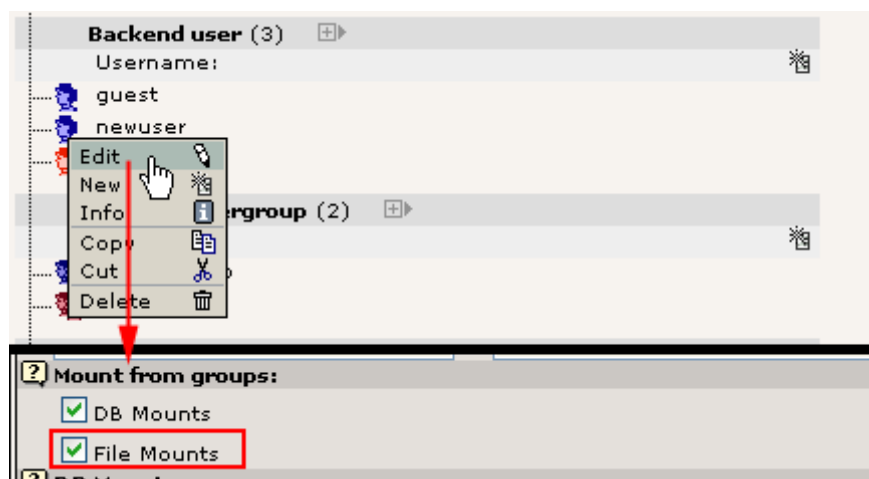 Backend user (3)
Username:
guest
newuser
Edit
New
Info
ergroup (2)
Copy
Cut
Delete
Mount from groups:
DB Mounts
File Mounts